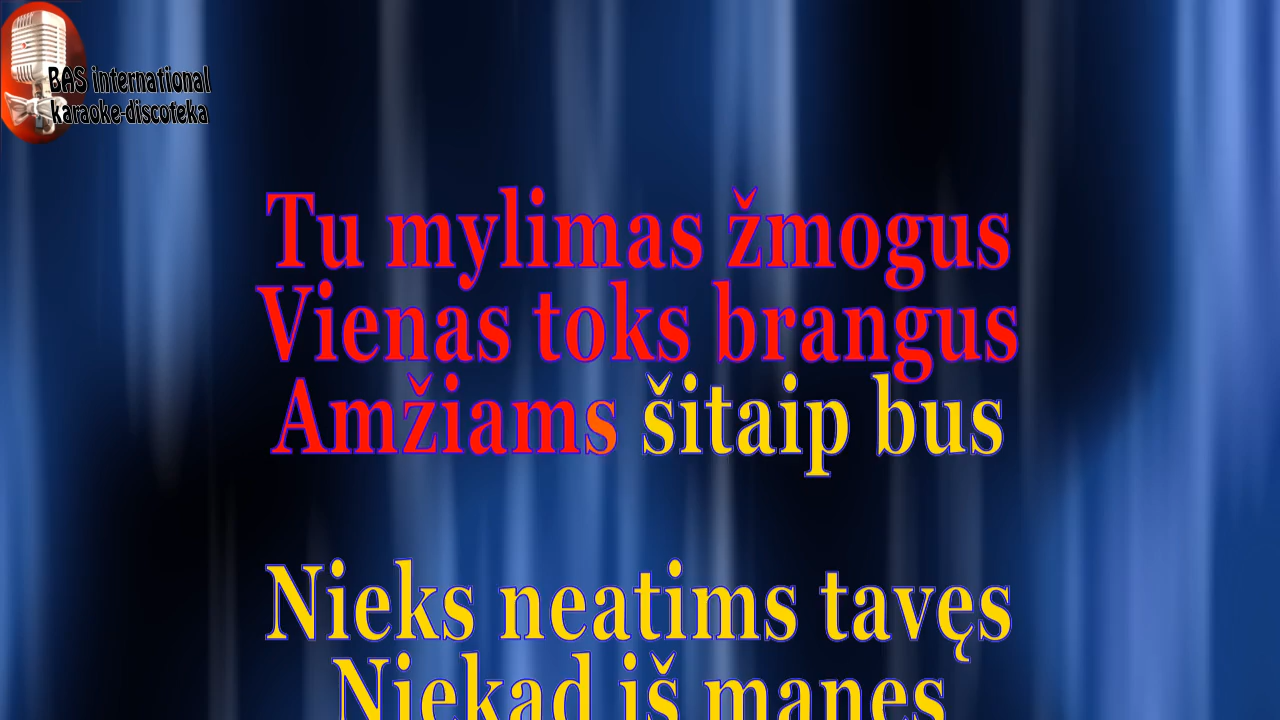 BAS international
karaoke-discoteka
Tu mylimas žmogus
Vienas toks brangus
Amžiams šitaip bus
Nieks neatims tavęs
Niekad iš manęs